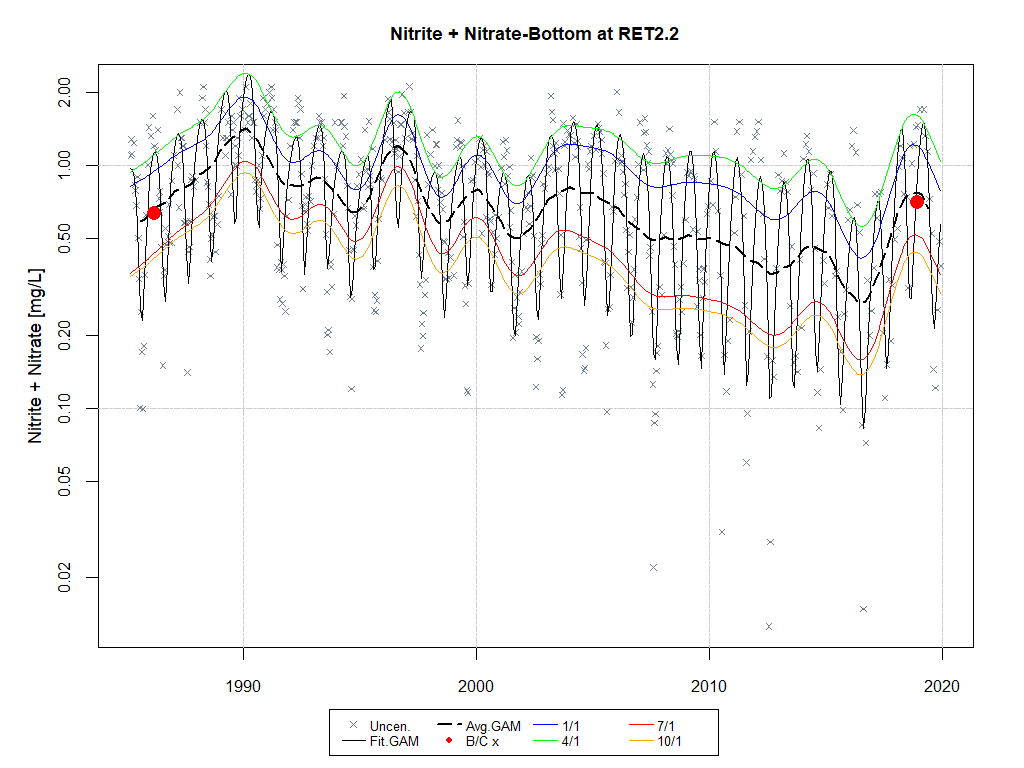 Nitrite + Nitrate-Bottom at RET2.2
Nitrite + Nitrate [mg/L]
2.00
1.00
0.50
0.20
0.10
0.05
0.02
1990 2000 2010 2020
Uncen. Avg.GAM 1/1 7/1
Fit.GAM B/C x 4/1 10/1